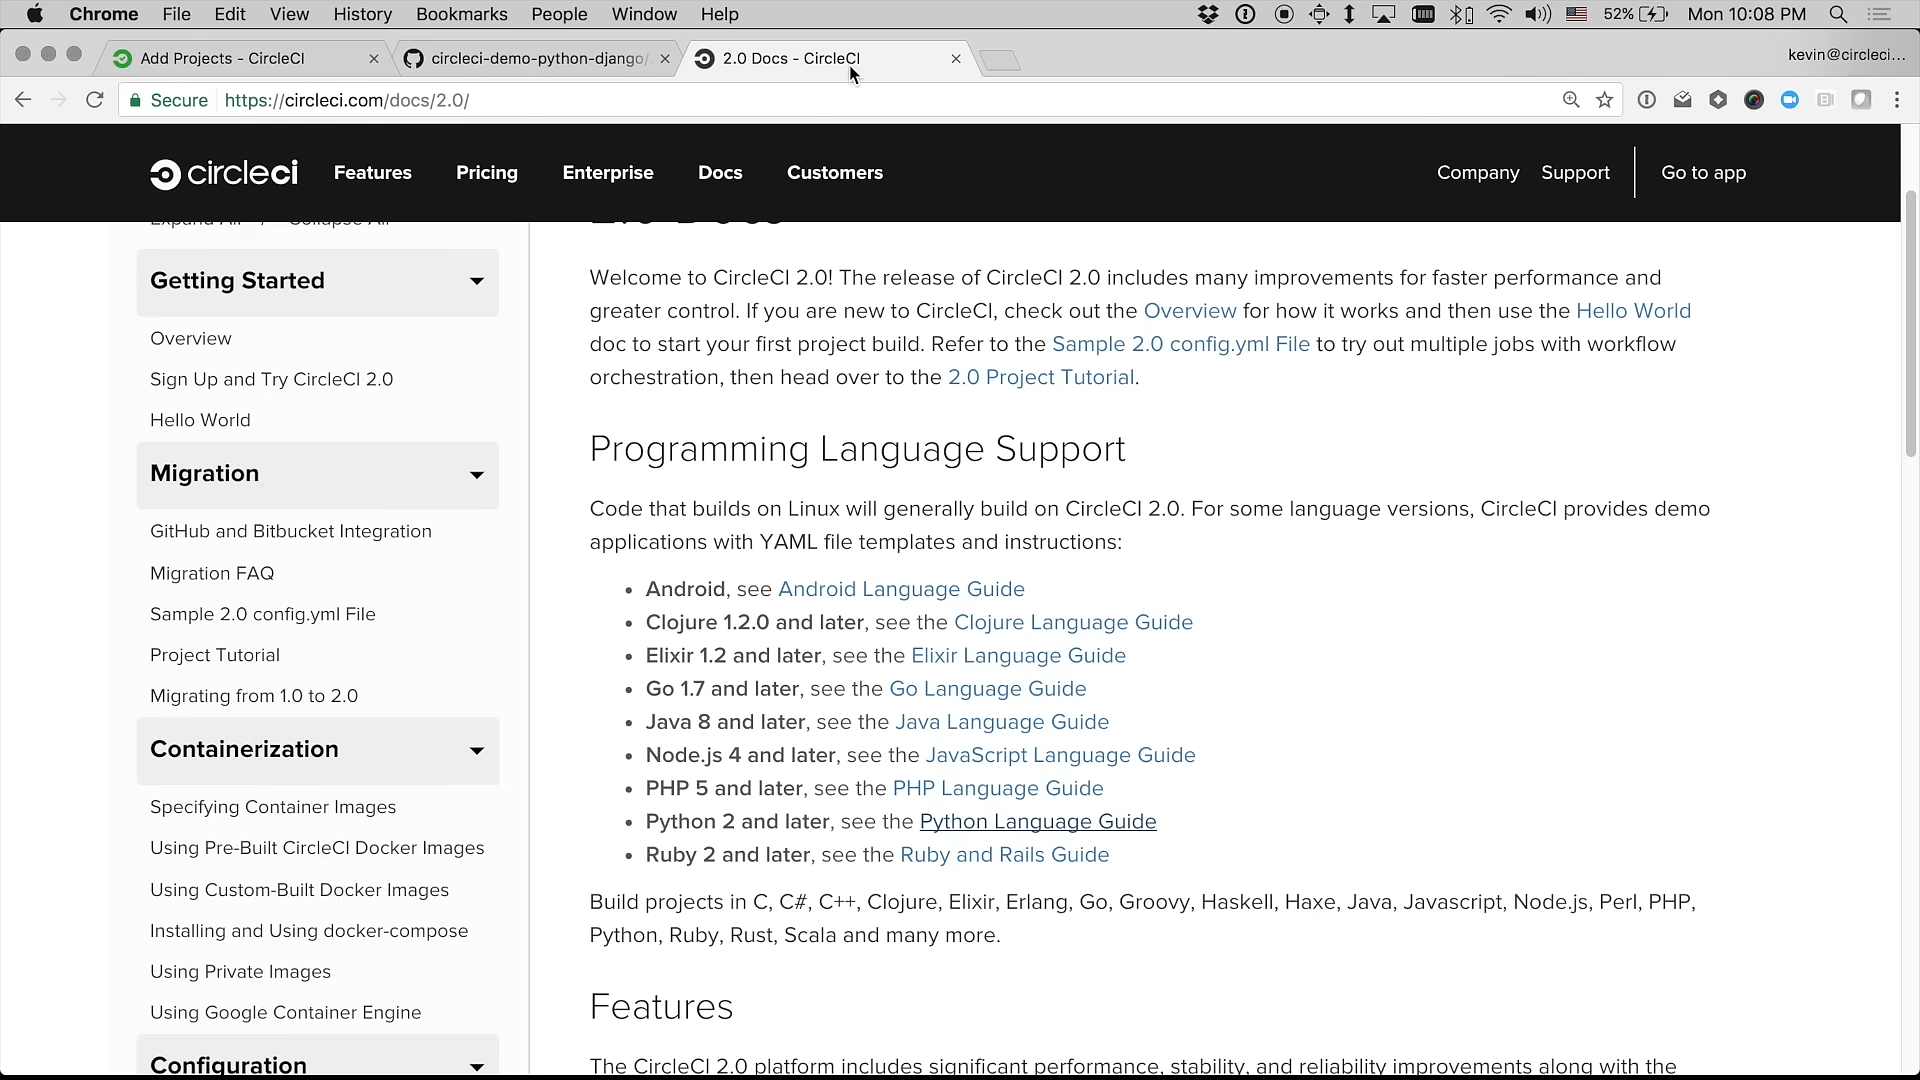 Chrome File Edit View History Bookmarks People Window Help 52% Mon 10:08 PM
Add Projects - CircleCI circleci-demo-python-django/ 2.0 Docs - CircleCI kevin@circleci...
Secure https://circleci.com/docs/2.0/
circleci Features Pricing Enterprise Docs Customers Company Support Go to app
Expand All / Collapse All
Getting Started
Overview
Sign Up and Try CircleCI 2.0
Hello World
Migration
GitHub and Bitbucket Integration
Migration FAQ
Sample 2.0 config.yml File
Project Tutorial
Migrating from 1.0 to 2.0
Containerization
Specifying Container Images
Using Pre-Built CircleCI Docker Images
Using Custom-Built Docker Images
Installing and Using docker-compose
Using Private Images
Using Google Container Engine
Configuration
2.0 Docs
Welcome to CircleCI 2.0! The release of CircleCI 2.0 includes many improvements for faster performance and
greater control. If you are new to CircleCI, check out the Overview for how it works and then use the Hello World
doc to start your first project build. Refer to the Sample 2.0 config.yml File to try out multiple jobs with workflow
orchestration, then head over to the 2.0 Project Tutorial.
Programming Language Support
Code that builds on Linux will generally build on CircleCI 2.0. For some language versions, CircleCI provides demo
applications with YAML file templates and instructions:
• Android, see Android Language Guide
• Clojure 1.2.0 and later, see the Clojure Language Guide
• Elixir 1.2 and later, see the Elixir Language Guide
• Go 1.7 and later, see the Go Language Guide
• Java 8 and later, see the Java Language Guide
• Node.js 4 and later, see the JavaScript Language Guide
• PHP 5 and later, see the PHP Language Guide
• Python 2 and later, see the Python Language Guide
• Ruby 2 and later, see the Ruby and Rails Guide
Build projects in C, C#, C++, Clojure, Elixir, Erlang, Go, Groovy, Haskell, Haxe, Java, Javascript, Node.js, Perl, PHP,
Python, Ruby, Rust, Scala and many more.
Features
The CircleCI 2.0 platform includes significant performance, stability, and reliability improvements along with the